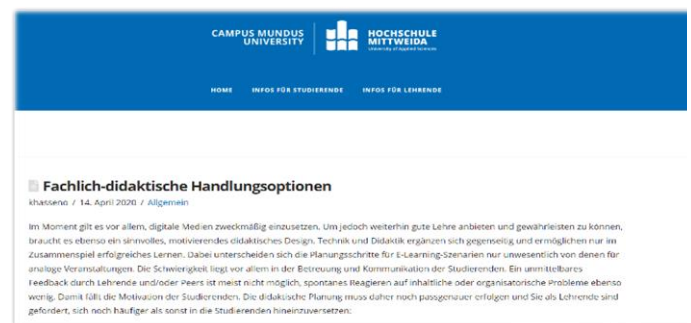 CAMPUS MUNDUS
UNIVERSITY
HOCHSCHULE
MITTWEIDA
University of Applied Sciences
HOME INFOS FÜR STUDIERENDE INFOS FÜR LEHRENDE
Fachlich-didaktische Handlungsoptionen
khasseno / 14. April 2020 / Allgemein
Im Moment gilt es vor allem, digitale Medien zweckmäßig einzusetzen. Um jedoch weiterhin gute Lehre anbieten und gewährleisten zu können,
braucht es ebenso ein sinnvolles, motivierendes didaktisches Design. Technik und Didaktik ergänzen sich gegenseitig und ermöglichen nur im
Zusammenspiel erfolgreiches Lernen. Dabei unterscheiden sich die Planungsschritte für E-Learning-Szenarien nur unwesentlich von denen für
analoge Veranstaltungen. Die Schwierigkeit liegt vor allem in der Betreuung und Kommunikation der Studierenden. Ein unmittelbares
Feedback durch Lehrende und/oder Peers ist meist nicht möglich, spontanes Reagieren auf inhaltliche oder organisatorische Probleme ebenso
wenig. Damit fällt die Motivation der Studierenden. Die didaktische Planung muss daher noch passgenauer erfolgen und Sie als Lehrende sind
gefordert, sich noch häufiger als sonst in die Studierenden hineinzuversetzen: